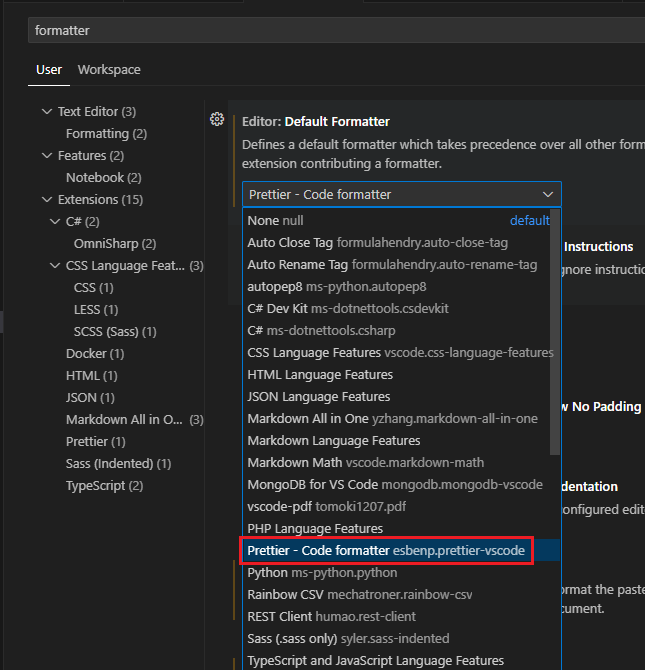 formatter
User
Workspace
Text Editor (3)
Formatting (2)
Features (2)
Notebook (2)
Extensions (15)
C# (2)
OmniSharp (2)
CSS Language Feat... (3)
CSS (1)
LESS (1)
SCSS (Sass) (1)
Docker (1)
HTML (1)
JSON (1)
Markdown All in O... (3)
Prettier (1)
Sass (Indented) (1)
TypeScript (2)
Editor: Default Formatter
Defines a default formatter which takes precedence over all other form
extension contributing a formatter.
Prettier - Code formatter
None null default
Auto Close Tag formulahendry.auto-close-tag
Auto Rename Tag formulahendry.auto-rename-tag
autopep8 ms-python.autopep8
C# Dev Kit ms-dotnettools.csdevkit
C# ms-dotnettools.csharp
CSS Language Features vscode.css-language-features
HTML Language Features
JSON Language Features
Markdown All in One yzhang.markdown-all-in-one
Markdown Language Features
Markdown Math vscode.markdown-math
MongoDB for VS Code mongodb.mongodb-vscode
vscode-pdf tomoki1207.pdf
PHP Language Features
Prettier - Code formatter esbenp.prettier-vscode
Python ms-python.python
Rainbow CSV mechatroner.rainbow-csv
REST Client humao.rest-client
Sass (.sass only) syler.sass-indented
TypeScript and JavaScript Language Features
Instructions
gnore instructio
w No Padding
dentation
configured edit
ormat the paste
cument.